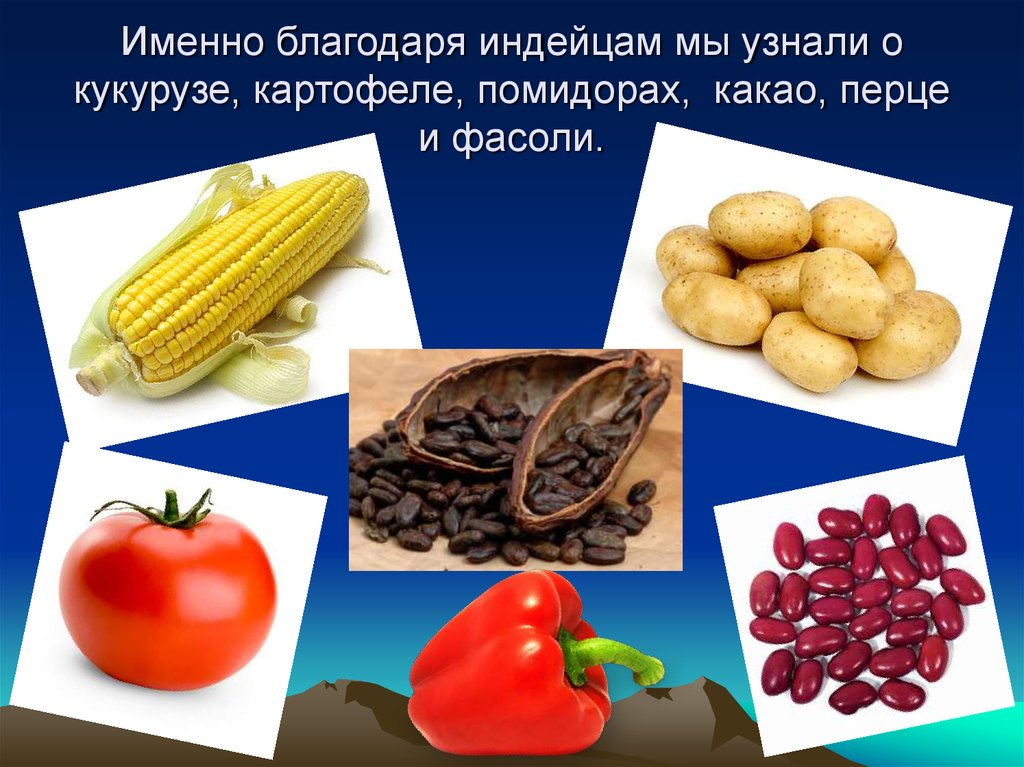 Именно благодаря индейцам мы узнали о
кукурузе, картофеле, помидорах,  какао, перце
и фасоли.